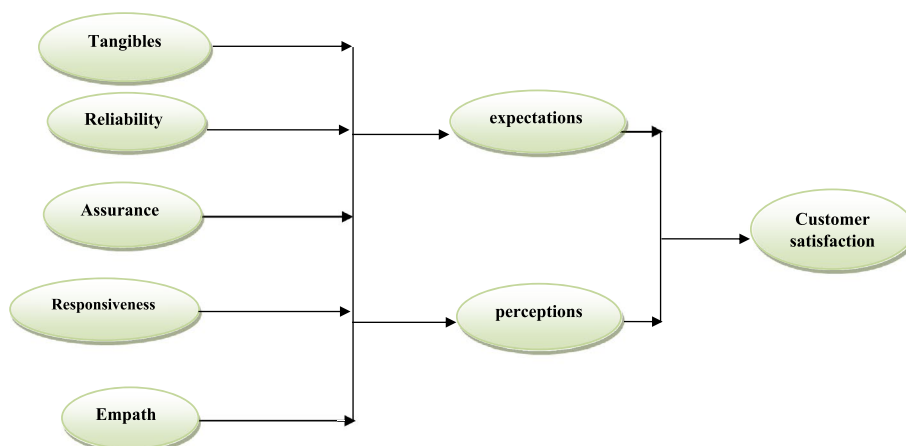 Tangibles
Reliability
Assurance
Responsiveness
Empath
expectations
perceptions
Customer
satisfaction